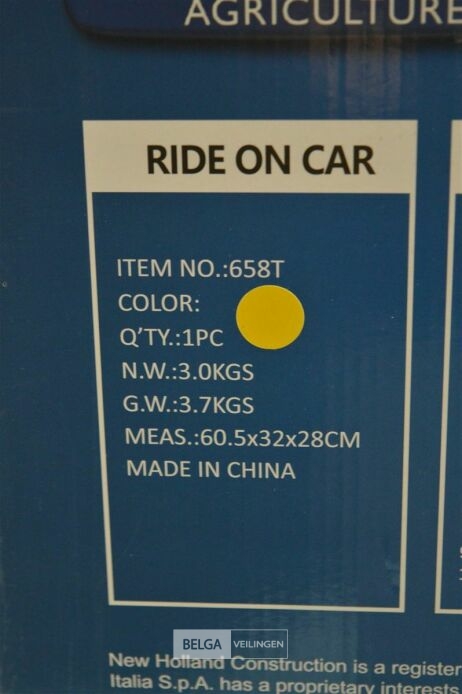 AGRICULTURE
RIDE ON CAR
ITEM NO.:658T
COLOR:
Q'TY.:1PC
N.W.:3.0KGS
G.W.:3.7KGS
MEAS.:60.5x32x28CM
MADE IN CHINA
BELGA VEILINGEN
New Holland Construction is a register
Italia S.p.A. has a proprietary interests